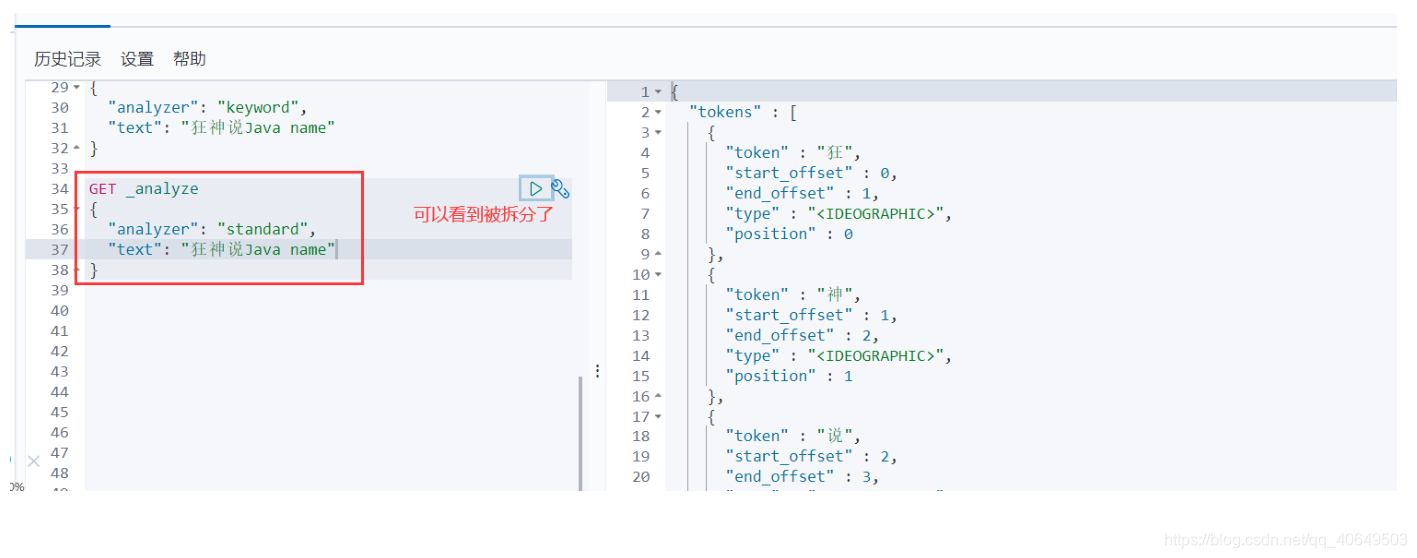 历史记录 设置 帮助
29 {
30 "analyzer": "keyword",
31 "text": "狂神说Java name"
32 }
33
34 GET _analyze
35 {
36 "analyzer": "standard",
37 "text": "狂神说Java name"
38 }
39
40
41
42
43
44
45
46
47
48
0%
可以看到被拆分了
1 {
2 "tokens" : [
3 {
4 "token" : "狂",
5 "start_offset" : 0,
6 "end_offset" : 1,
7 "type" : "<IDEOGRAPHIC>",
8 "position" : 0
9 },
10 {
11 "token" : "神",
12 "start_offset" : 1,
13 "end_offset" : 2,
14 "type" : "<IDEOGRAPHIC>",
15 "position" : 1
16 },
17 {
18 "token" : "说",
19 "start_offset" : 2,
20 "end_offset" : 3,
https://blog.csdn.net/qq_40649503